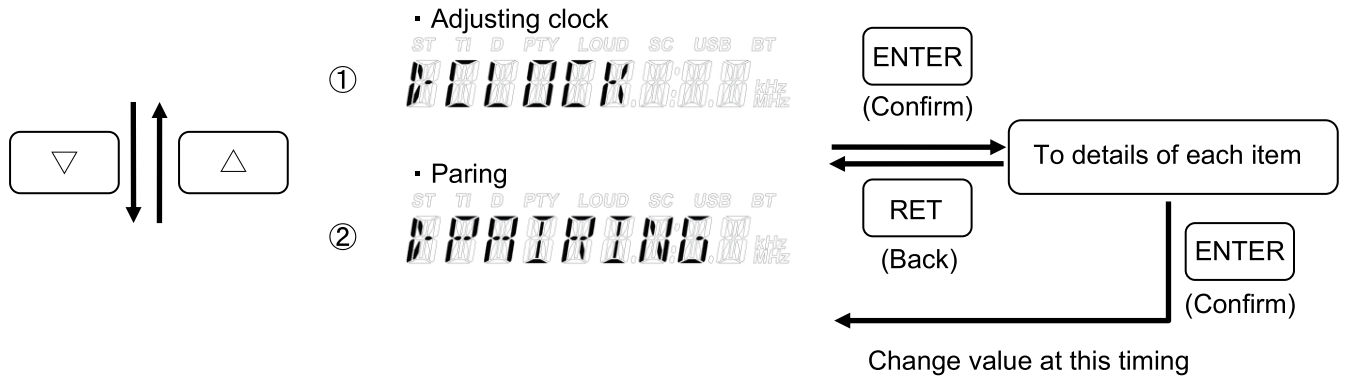 ・Adjusting clock
ST TI D PTY LOUD SC USB BT
①
CLOCK
kHz
MHz
▽
△
・Paring
ST TI D PTY LOUD SC USB BT
②
PAIRING
kHz
MHz
ENTER
(Confirm)
To details of each item
RET
(Back)
ENTER
(Confirm)
Change value at this timing